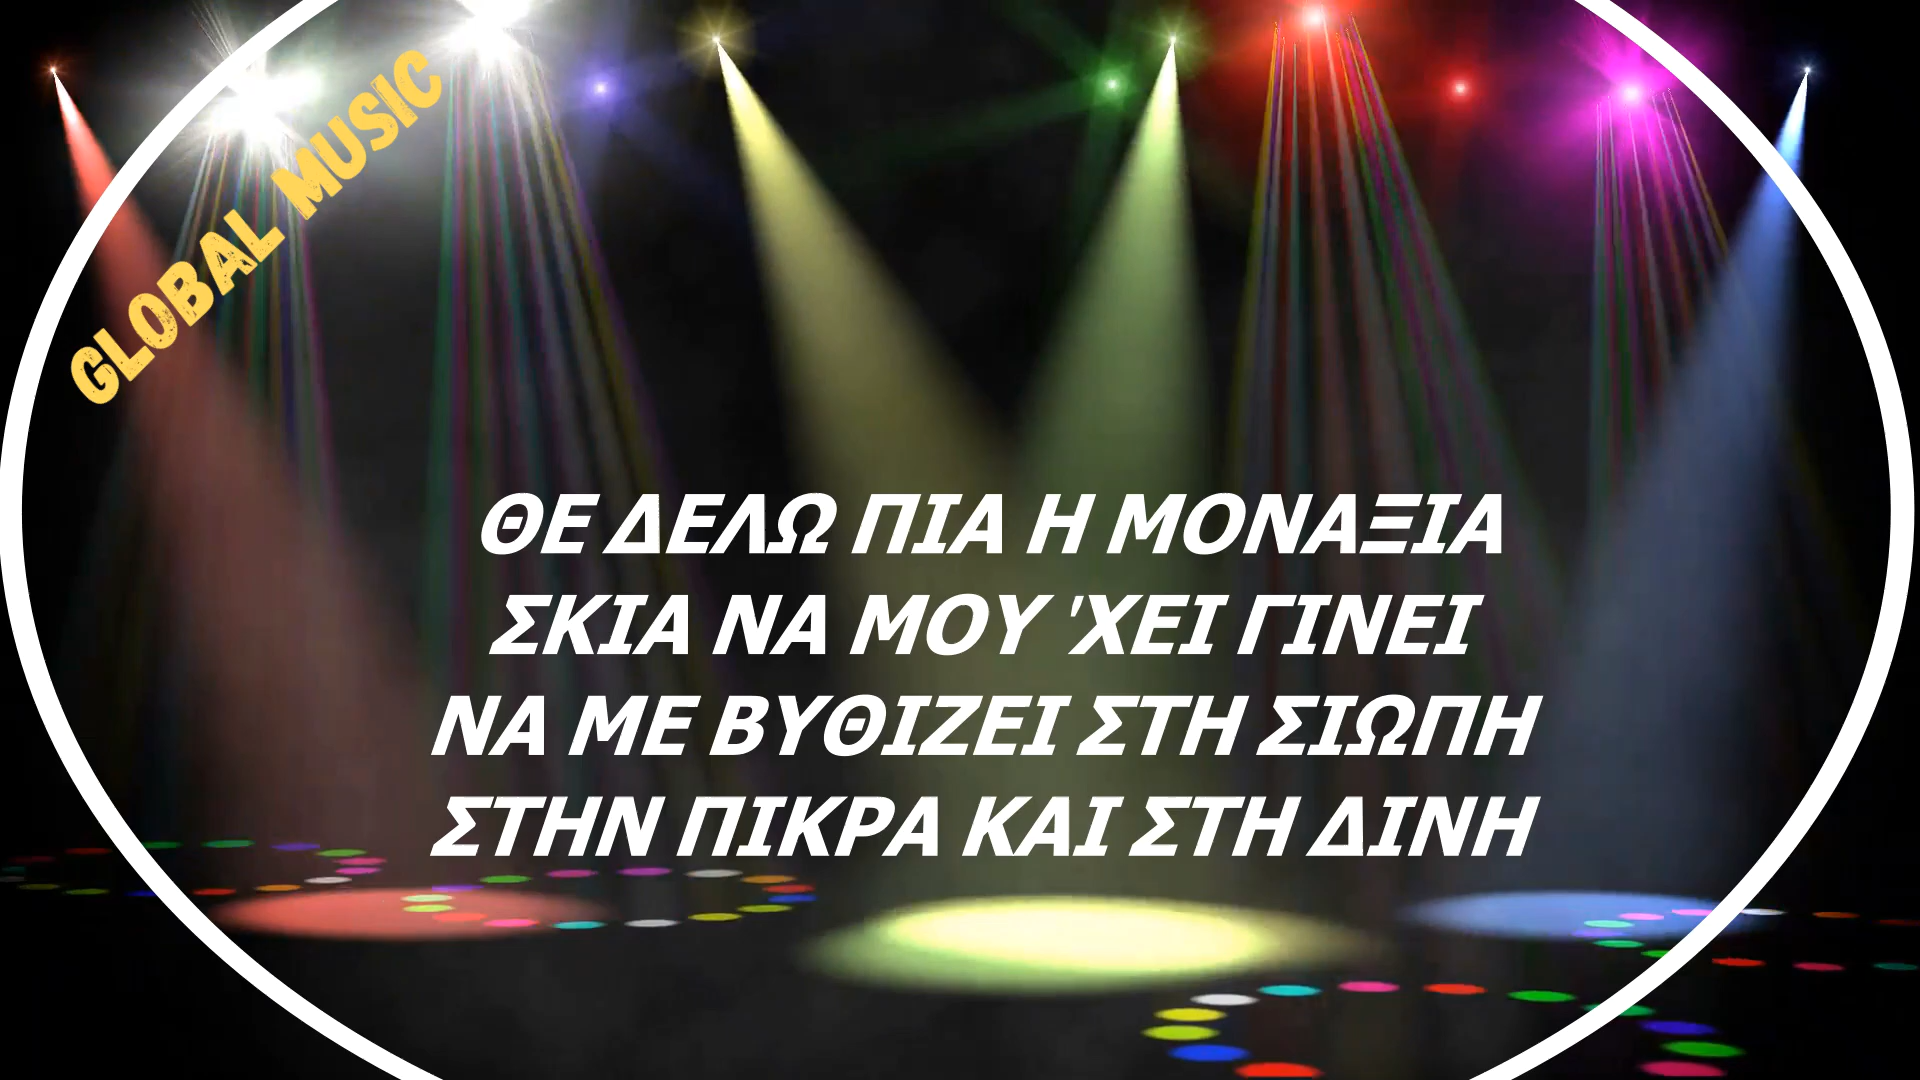 GLOBAL MUSIC
ΘΕ ΔΕΛΩ ΠΙΑ Η ΜΟΝΑΞΙΑ
ΣΚΙΑ ΝΑ ΜΟΥ 'ΧΕΙ ΓΙΝΕΙ
ΝΑ ΜΕ ΒΥΘΙΖΕΙ ΣΤΗ ΣΙΩΠΗ
ΣΤΗΝ ΠΙΚΡΑ ΚΑΙ ΣΤΗ ΔΙΝΗ